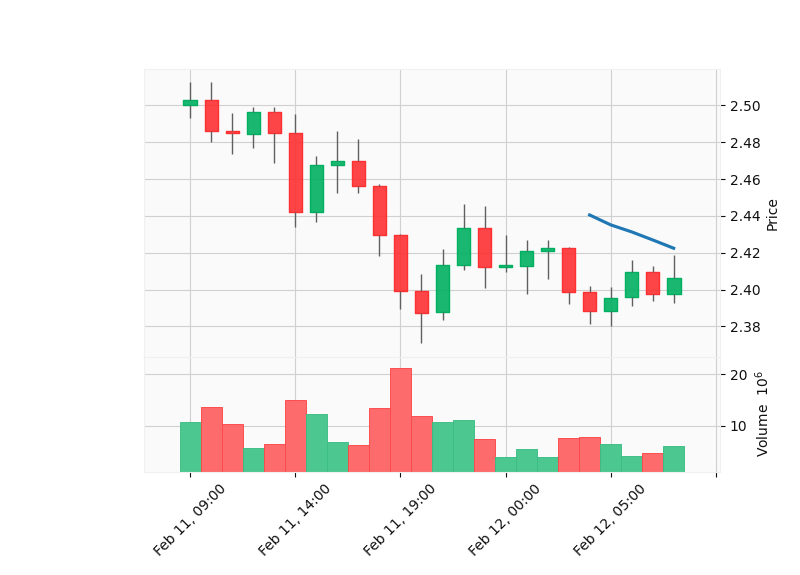 2.50
2.48
2.46
2.44
2.42
2.40
2.38
Price
20
10
Volume 10⁶
Feb 11, 09:00
Feb 11, 14:00
Feb 11, 19:00
Feb 12, 00:00
Feb 12, 05:00